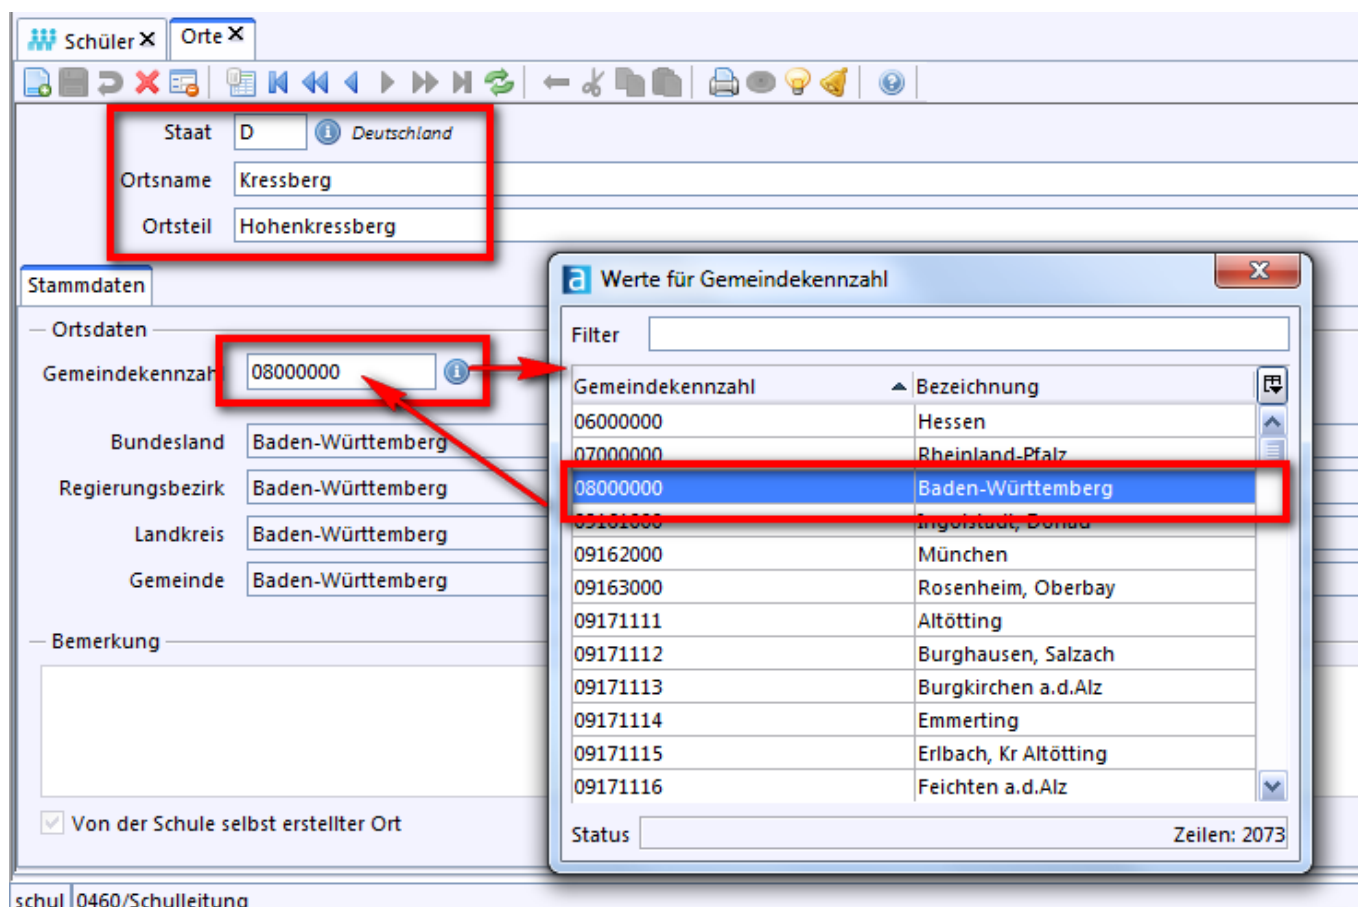 Schüler Orte
Staat D Deutschland
Ortsname Kressberg
Ortsteil Hohenkressberg
Stammdaten
Ortsdaten
Gemeindekennzahl 08000000
Bundesland Baden-Württemberg
Regierungsbezirk Baden-Württemberg
Landkreis Baden-Württemberg
Gemeinde Baden-Württemberg
Bemerkung
Von der Schule selbst erstellter Ort
a Werte für Gemeindekennzahl
Filter
Gemeindekennzahl Bezeichnung
06000000 Hessen
07000000 Rheinland-Pfalz
08000000 Baden-Württemberg
09161000 Ingolstadt, Donau
09162000 München
09163000 Rosenheim, Oberbay
09171111 Altötting
09171112 Burghausen, Salzach
09171113 Burgkirchen a.d.Alz
09171114 Emmerting
09171115 Erlbach, Kr Altötting
09171116 Feichten a.d.Alz
Status Zeilen: 2073
schul 0460/Schulleitung